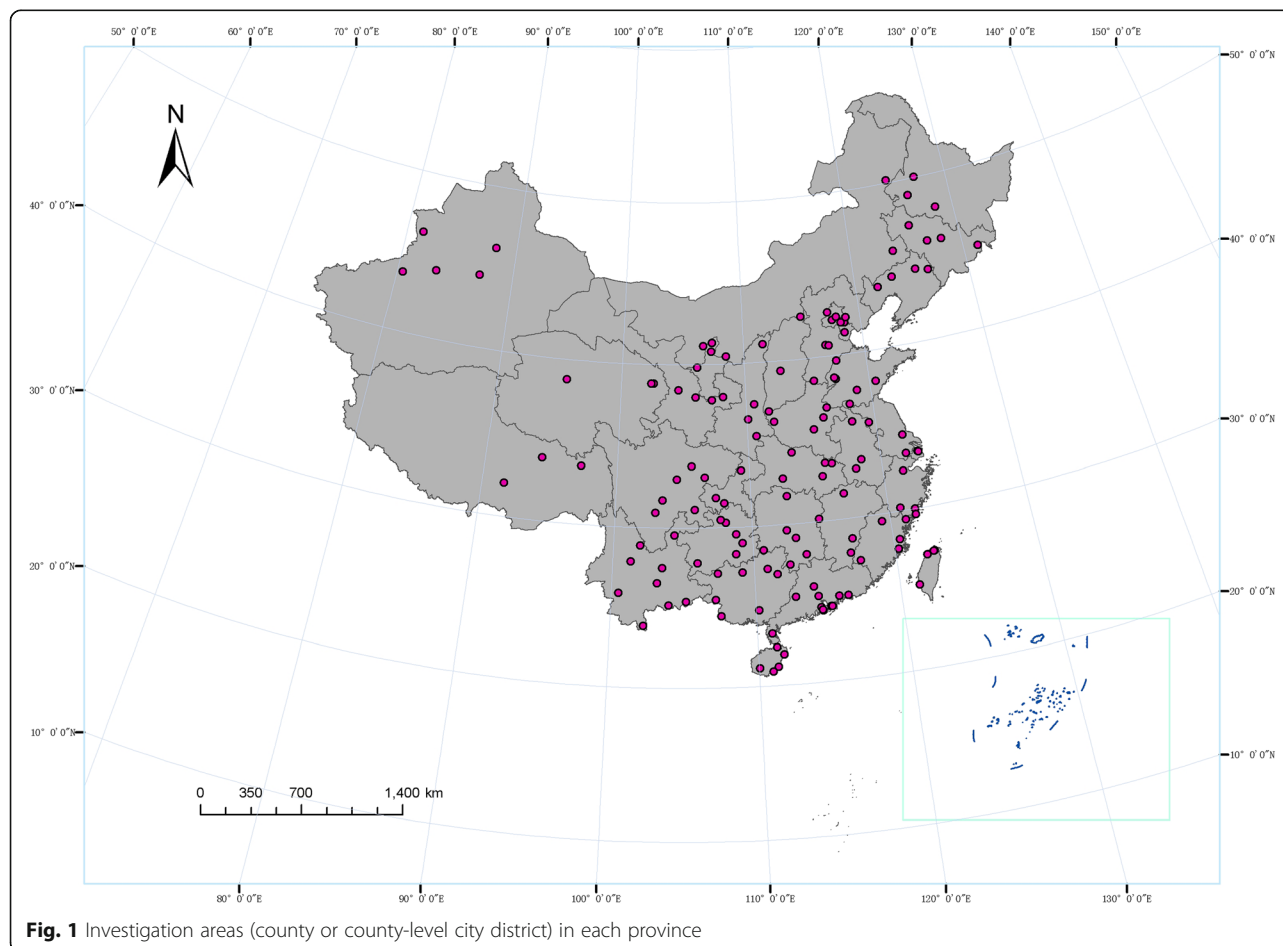 50° 0'0"E 60° 0'0"E 70° 0'0"E 80° 0'0"E 90° 0'0"E 100° 0'0"E 110° 0'0"E 120° 0'0"E 130° 0'0"E 140° 0'0"E 150° 0'0"E
50° 0'0"N
N
40° 0'0"N
40° 0'0"N
30° 0'0"N
30° 0'0"N
20° 0'0"N
20° 0'0"N
10° 0'0"N
10° 0'0"N
0 350 700 1,400 km
80° 0'0"E 90° 0'0"E 100° 0'0"E 110° 0'0"E 120° 0'0"E 130° 0'0"E
Fig. 1 Investigation areas (county or county-level city district) in each province